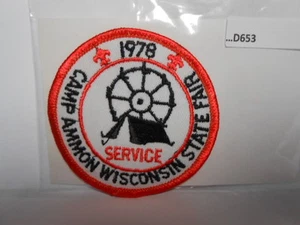 ...D653
1978
CAMP AMMON WISCONSIN STATE FAIR
SERVICE